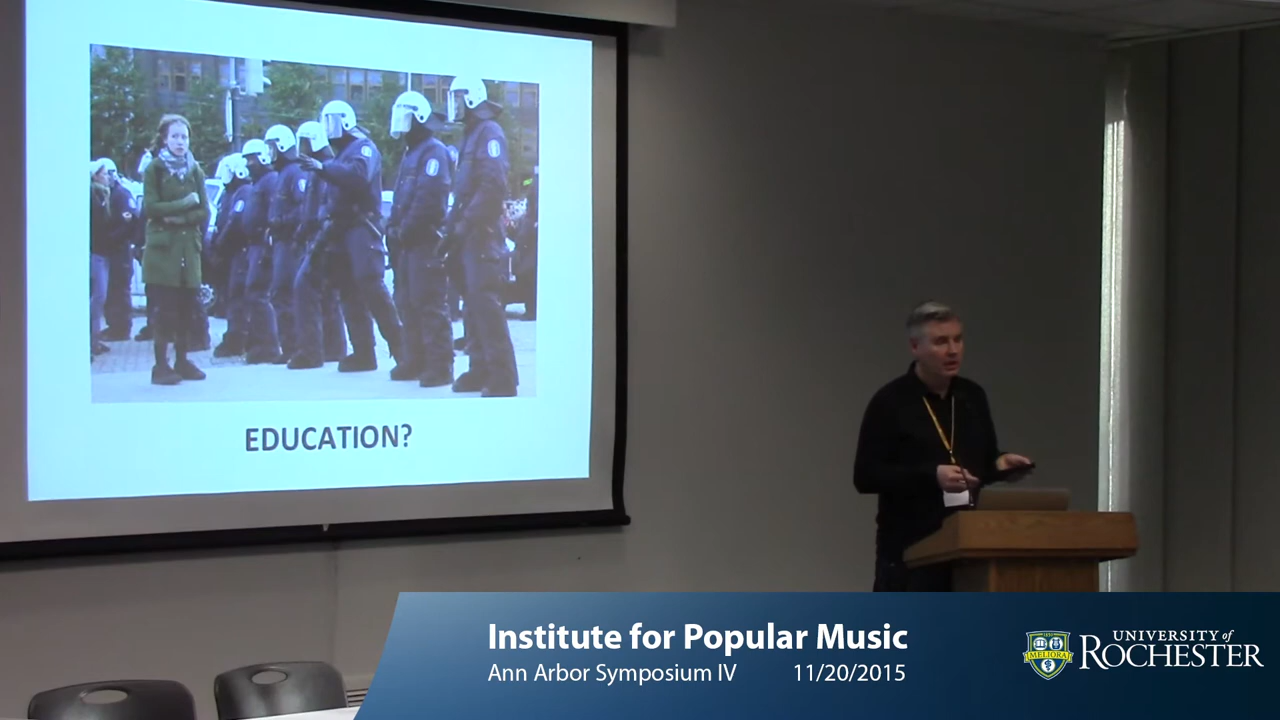 EDUCATION?
Institute for Popular Music
Ann Arbor Symposium IV 11/20/2015
MELIORA
UNIVERSITY of
ROCHESTER